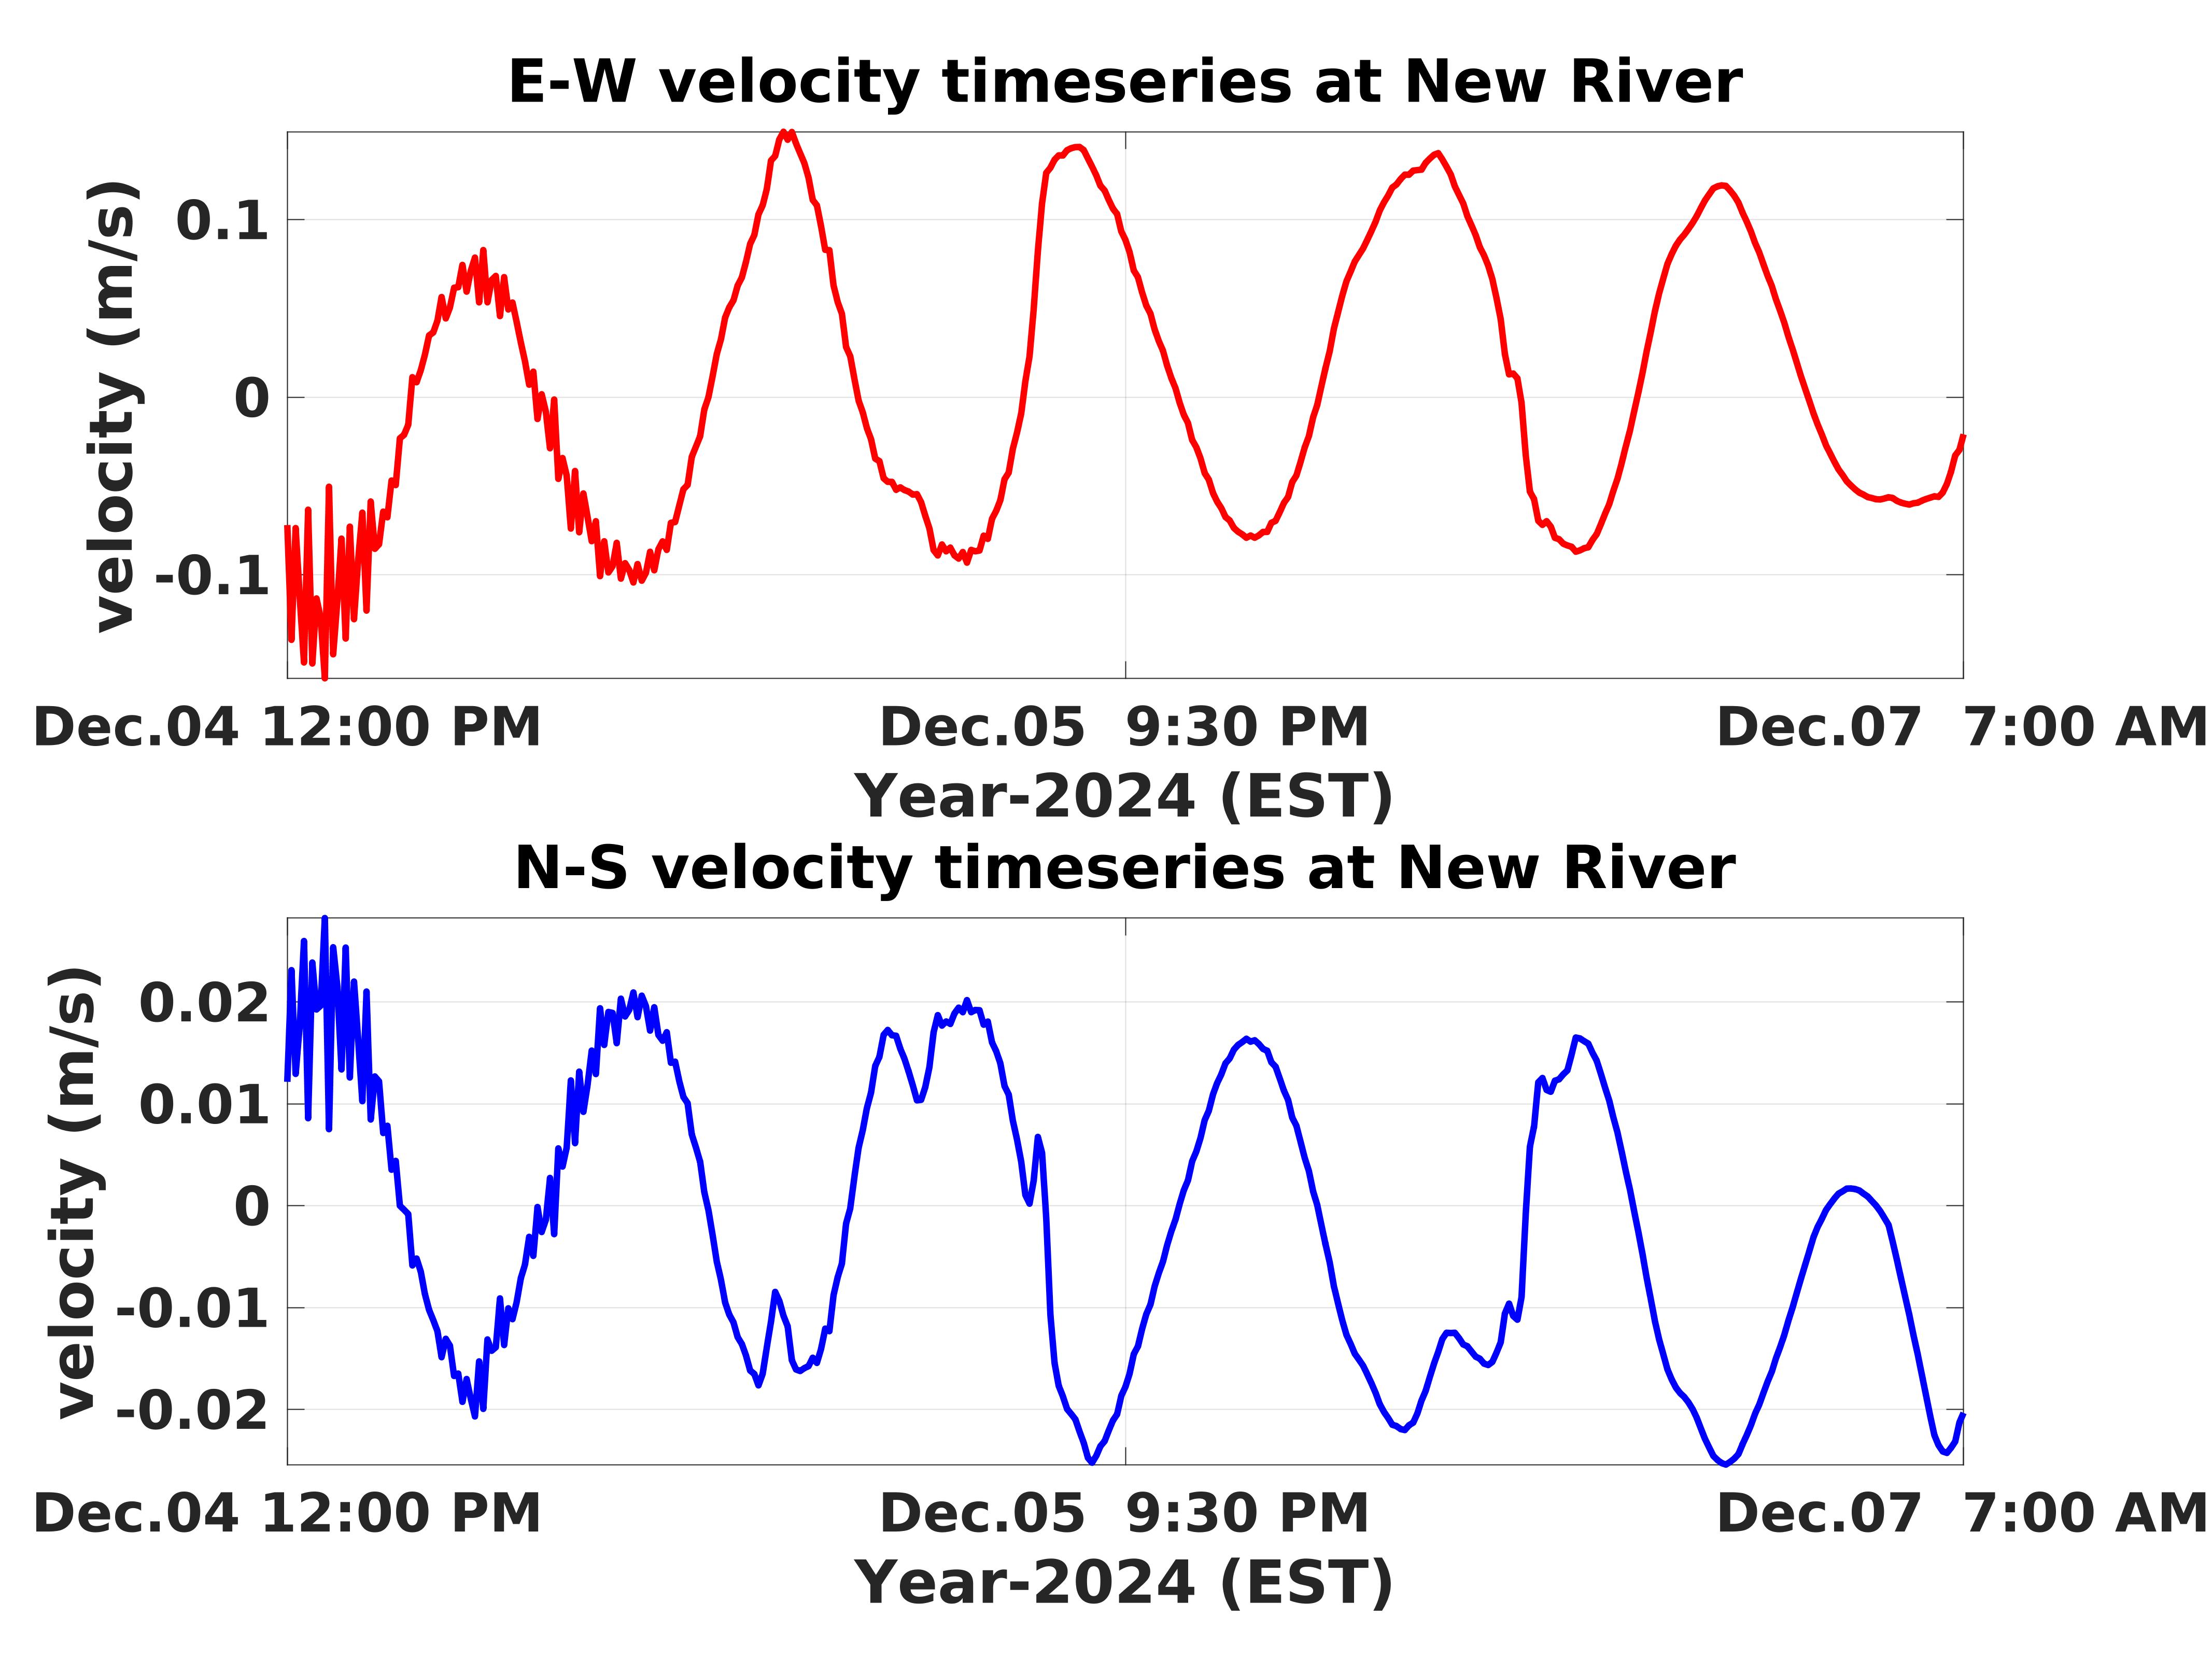 E-W velocity timeseries at New River
velocity (m/s)
0.1
0
-0.1
Dec.04 12:00 PM Dec.05 9:30 PM Dec.07 7:00 AM
Year-2024 (EST)
N-S velocity timeseries at New River
velocity (m/s)
0.02
0.01
0
-0.01
-0.02
Dec.04 12:00 PM Dec.05 9:30 PM Dec.07 7:00 AM
Year-2024 (EST)